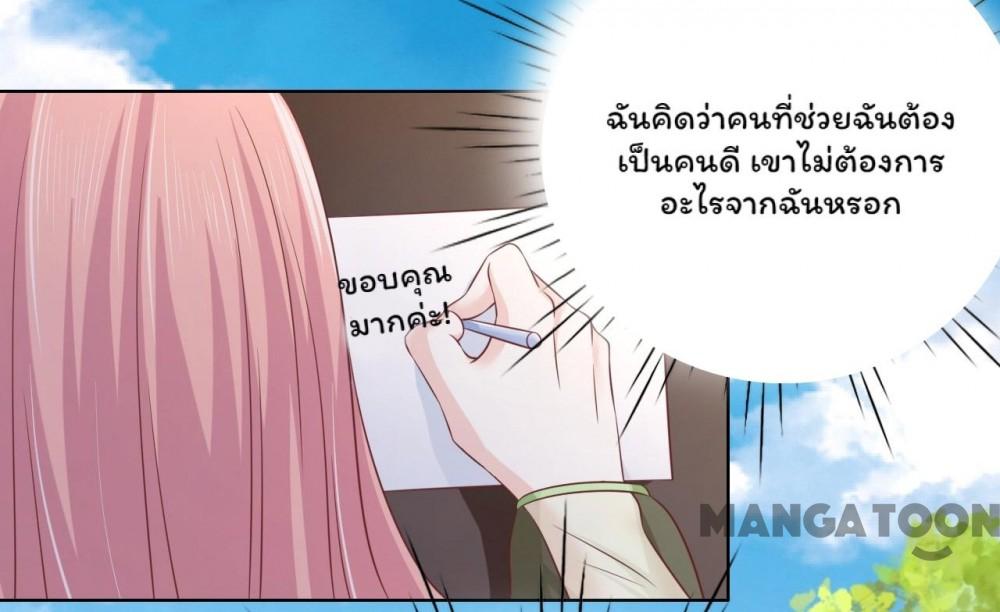 ฉันคิดว่าคนที่ช่วยฉันต้อง
เป็นคนดี เขาไม่ต้องการ
อะไรจากฉันหรอก
ขอบคุณ
มากค่ะ!
MANGATOON